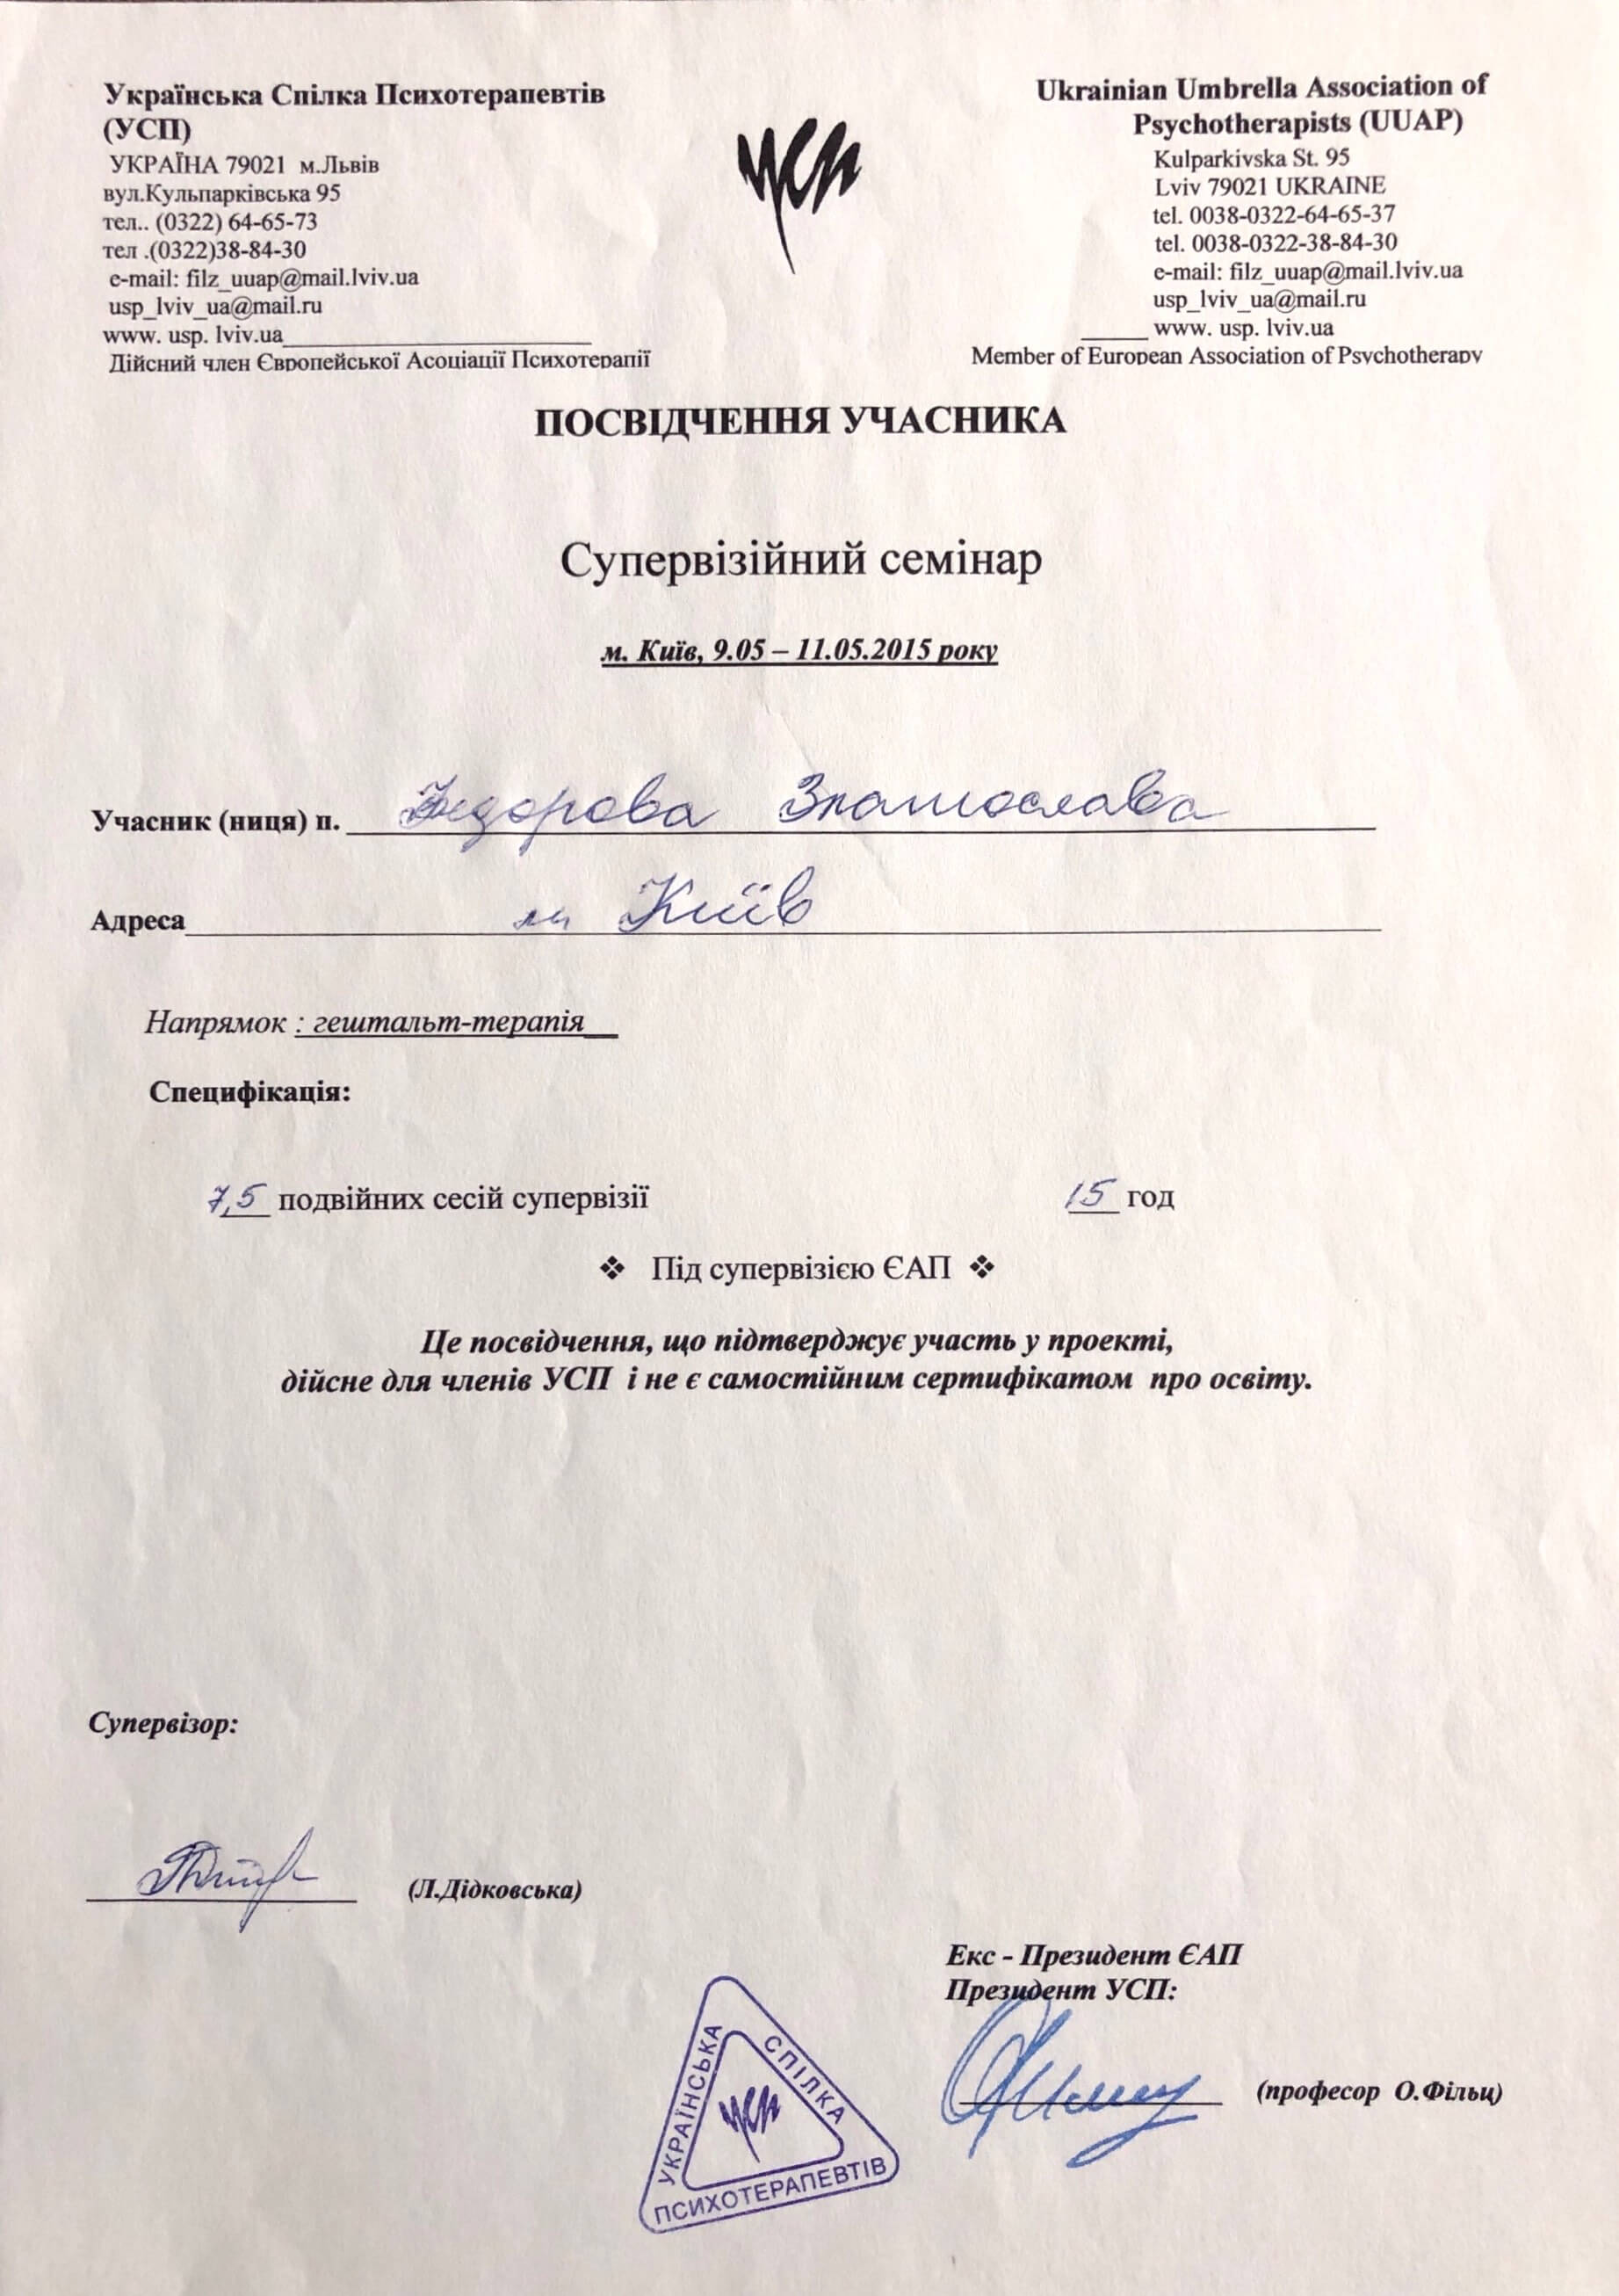 Українська Спілка Психотерапевтів
(УСП)
УКРАЇНА 79021 м.Львів
вул.Кульпарківська 95
тел.. (0322) 64-65-73
тел .(0322)38-84-30
e-mail: filz_uuap@mail.lviv.ua
usp_lviv_ua@mail.ru
www. usp. lviv.ua
Дійсний член Європейської Асоціації Психотерапії
усп
Ukrainian Umbrella Association of
Psychotherapists (UUAP)
Kulparkivska St. 95
Lviv 79021 UKRAINE
tel. 0038-0322-64-65-37
tel. 0038-0322-38-84-30
e-mail: filz_uuap@mail.lviv.ua
usp_lviv_ua@mail.ru
www. usp. lviv.ua
Member of European Association of Psychotherapy
ПОСВІДЧЕННЯ УЧАСНИКА
Супервізійний семінар
м. Київ, 9.05 – 11.05.2015 року
Учасник (ниця) п. Златослава
Адреса м Київ
Напрямок : гештальт-терапія
Специфікація:
7,5 подвійних сесій супервізії 15 год
❖ Під супервізією ЄАП ❖
Це посвідчення, що підтверджує участь у проекті,
дійсне для членів УСП і не є самостійним сертифікатом про освіту.
Супервізор:
(Л.Дідковська)
Екс - Президент ЄАП
Президент УСП:
(професор О.Фільц)
УКРАЇНСЬКА СПІЛКА
усп
ПСИХОТЕРАПЕВТІВ